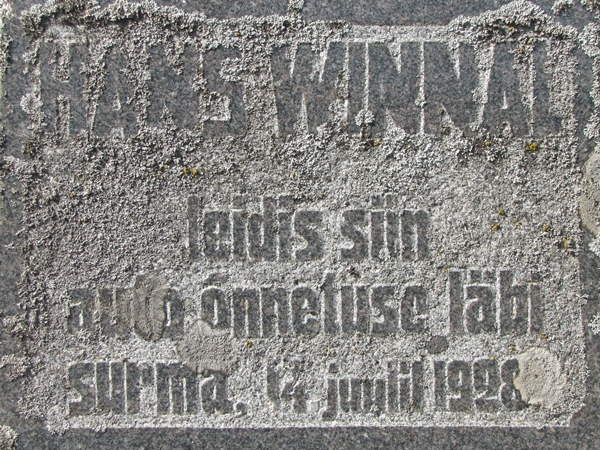 HANS WINNAL
leidis siin
auto õnnetuse läbi
surma, 14 juulil 1928